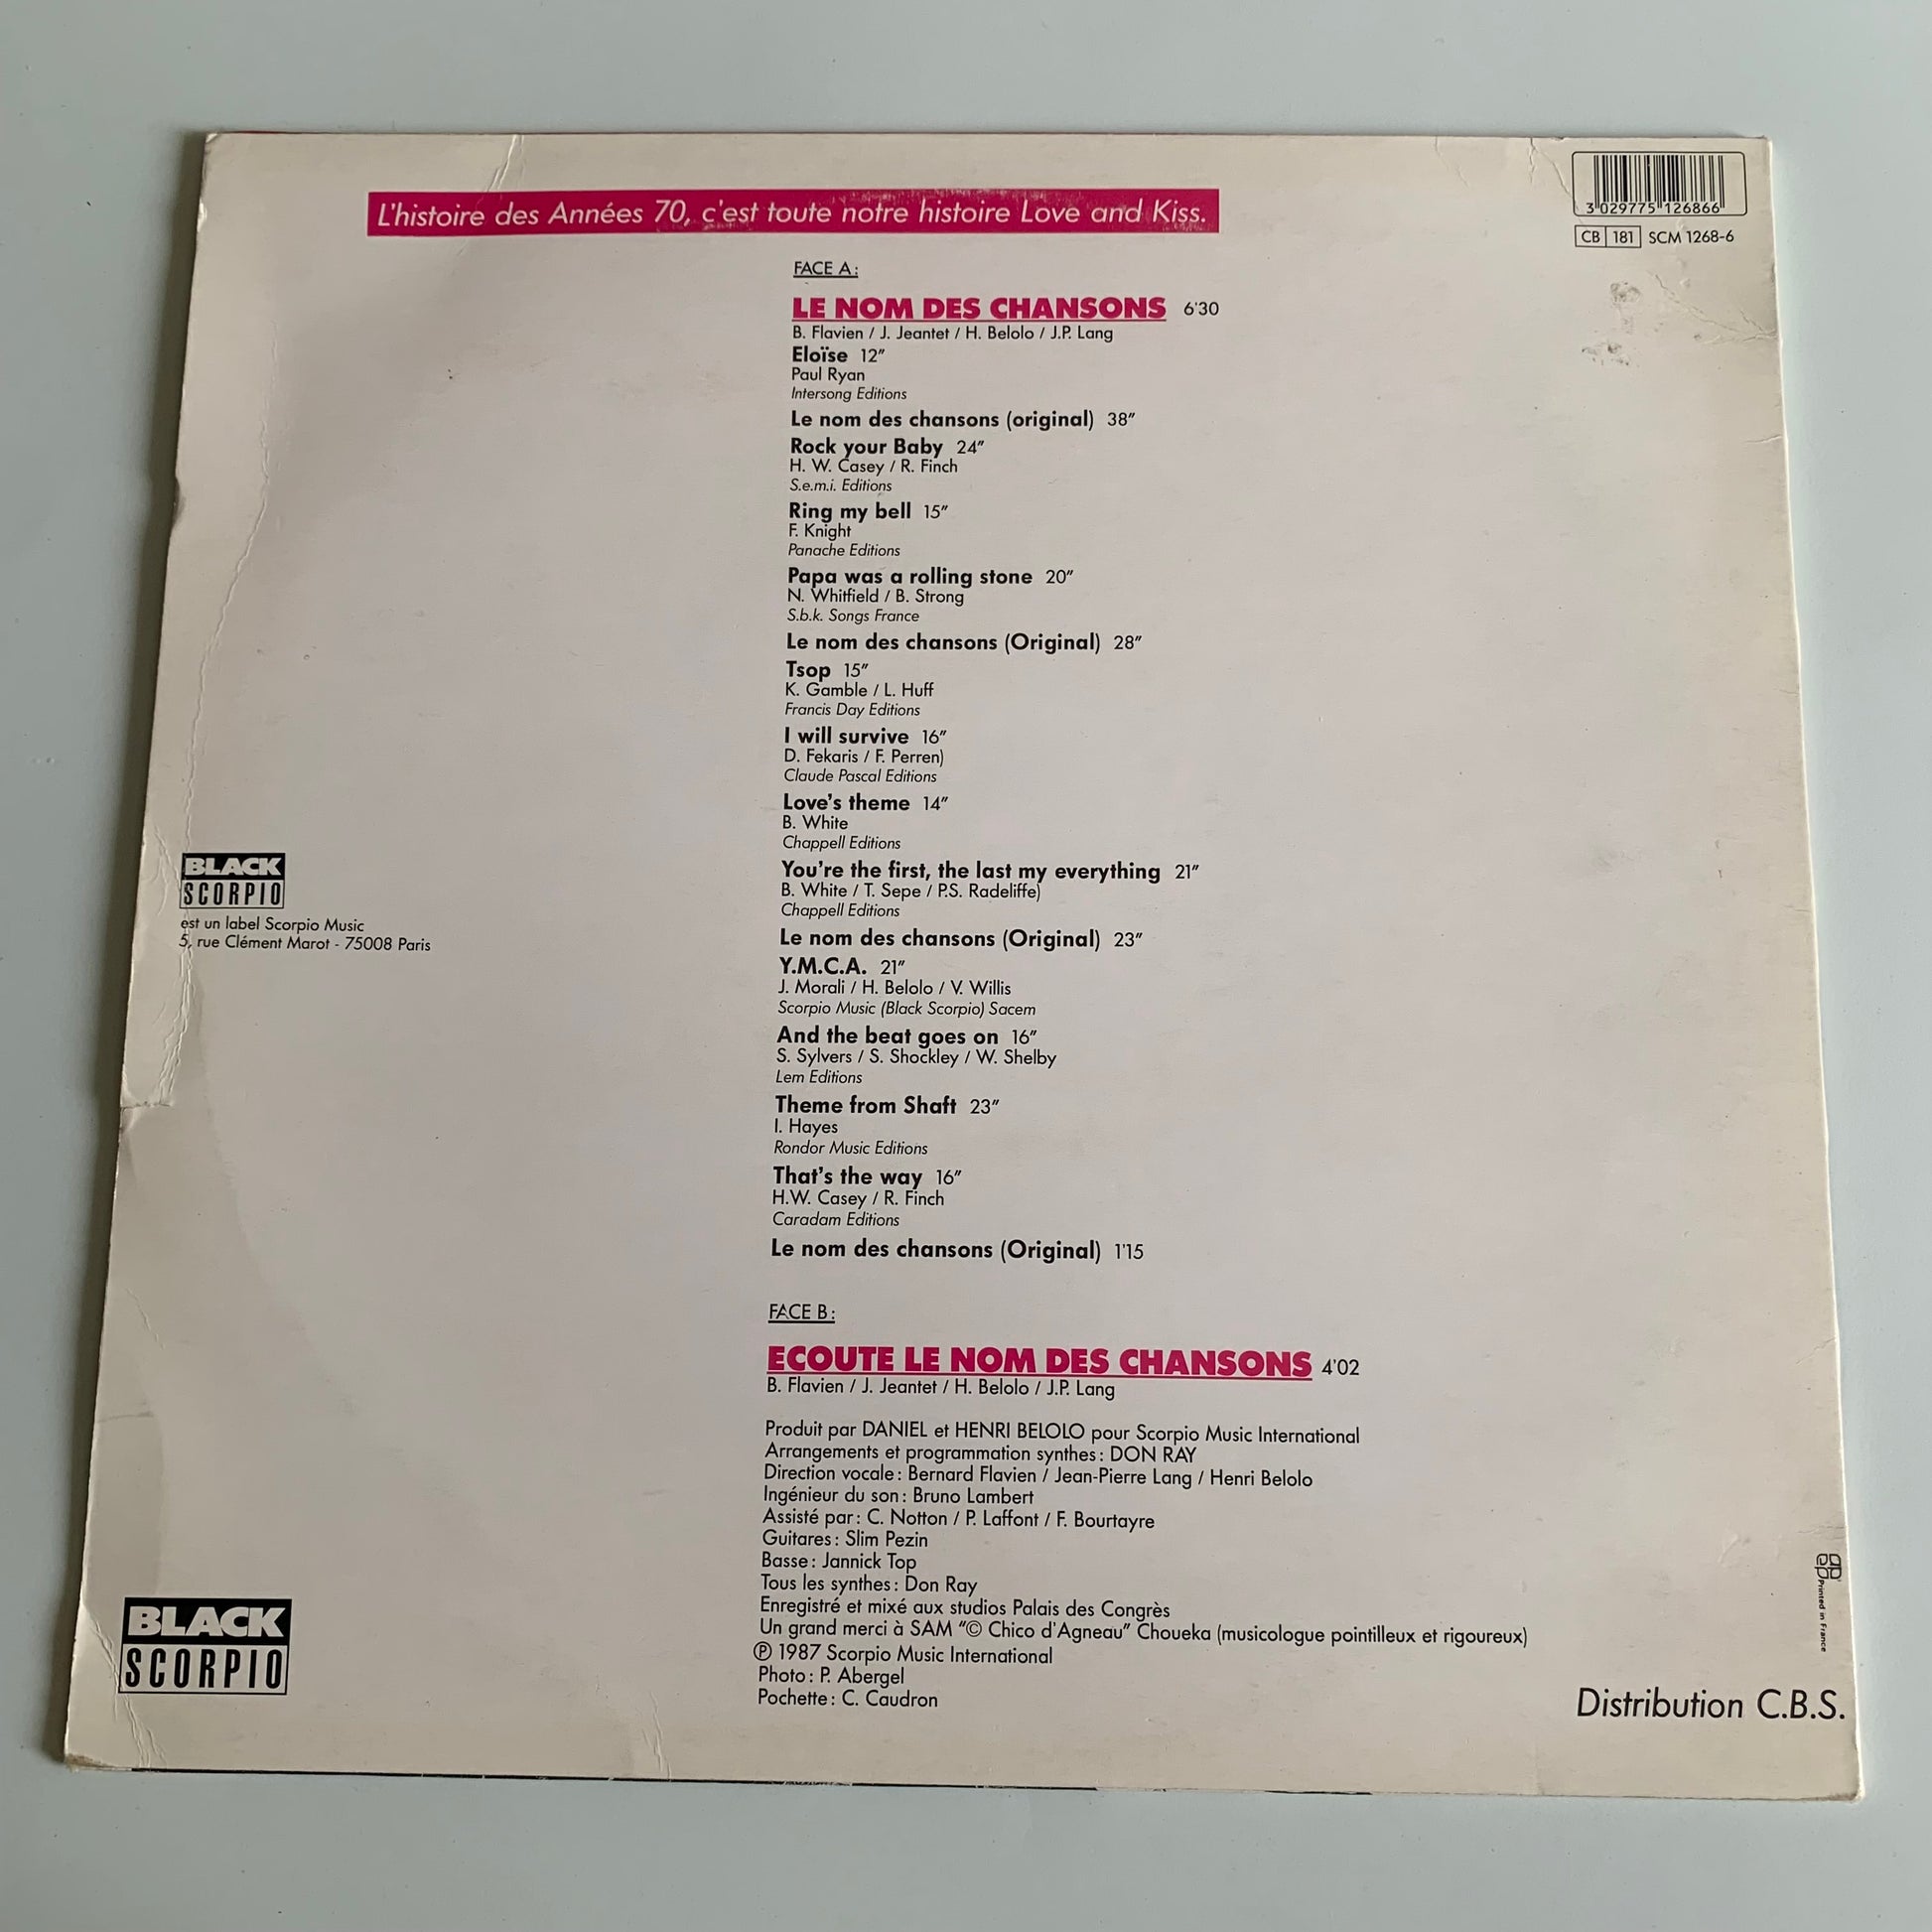 L'histoire des Années 70, c'est toute notre histoire Love and Kiss.
3 029775 126866
CB 181 SCM 1268-6
FACE A :
LE NOM DES CHANSONS 6'30
B. Flavien / J. Jeantet / H. Belolo / J.P. Lang
Eloïse 12"
Paul Ryan
Intersong Editions
Le nom des chansons (original) 38"
Rock your Baby 24"
H. W. Casey / R. Finch
S.e.m.i. Editions
Ring my bell 15"
F. Knight
Panache Editions
Papa was a rolling stone 20"
N. Whitfield / B. Strong
S.b.k. Songs France
Le nom des chansons (Original) 28"
Tsop 15"
K. Gamble / L. Huff
Francis Day Editions
I will survive 16"
D. Fekaris / F. Perren)
Claude Pascal Editions
Love's theme 14"
B. White
Chappell Editions
You're the first, the last my everything 21"
B. White / T. Sepe / P.S. Radeliffe)
Chappell Editions
Le nom des chansons (Original) 23"
Y.M.C.A. 21"
J. Morali / H. Belolo / V. Willis
Scorpio Music (Black Scorpio) Sacem
And the beat goes on 16"
S. Sylvers / S. Shockley / W. Shelby
Lem Editions
Theme from Shaft 23"
I. Hayes
Rondor Music Editions
That's the way 16"
H.W. Casey / R. Finch
Caradam Editions
Le nom des chansons (Original) 1'15
BLACK
SCORPIO
est un label Scorpio Music
5, rue Clément Marot - 75008 Paris
FACE B :
ECOUTE LE NOM DES CHANSONS 4'02
B. Flavien / J. Jeantet / H. Belolo / J.P. Lang
Produit par DANIEL et HENRI BELOLO pour Scorpio Music International
Arrangements et programmation synthes : DON RAY
Direction vocale : Bernard Flavien / Jean-Pierre Lang / Henri Belolo
Ingénieur du son : Bruno Lambert
Assisté par : C. Notton / P. Laffont / F. Bourtayre
Guitares : Slim Pezin
Basse : Jannick Top
Tous les synthes : Don Ray
Enregistré et mixé aux studios Palais des Congrès
Un grand merci à SAM "© Chico d'Agneau" Choueka (musicologue pointilleux et rigoureux)
℗ 1987 Scorpio Music International
Photo : P. Abergel
Pochette : C. Caudron
BLACK
SCORPIO
Printed in France
Distribution C.B.S.